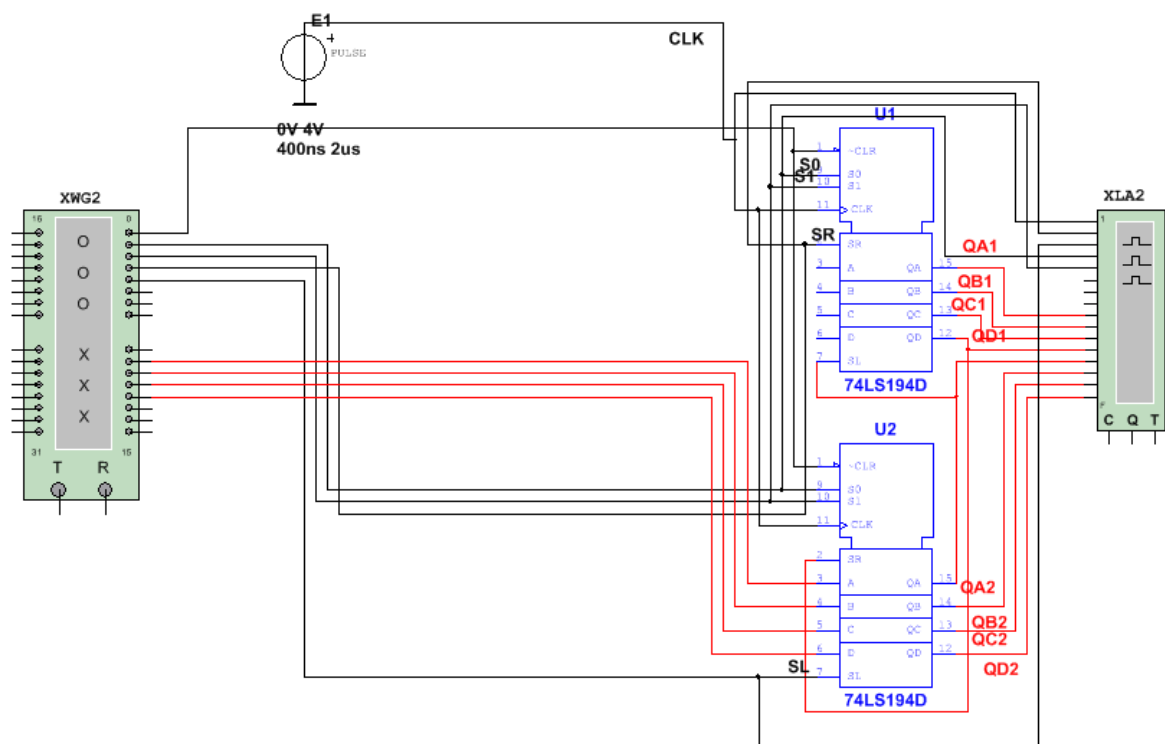 E1
+
PULSE
CLK
0V 4V
400ns 2us
XWG2
16 0
O
O
O
X
X
X
31 15
T R
U1
1 ~CLR
S0
S0
S1
10 S1
11 CLK
SR
SR
3 A QA 15
4 B QB 14
5 C QC 13
6 D QD 12
7 SL
74LS194D
QA1
QB1
QC1
QD1
XLA2
1
F
C Q T
U2
1 ~CLR
9 S0
10 S1
11 CLK
2 SR
3 A QA 15
4 B QB 14
5 C QC 13
6 D QD 12
SL 7 SL
74LS194D
QA2
QB2
QC2
QD2